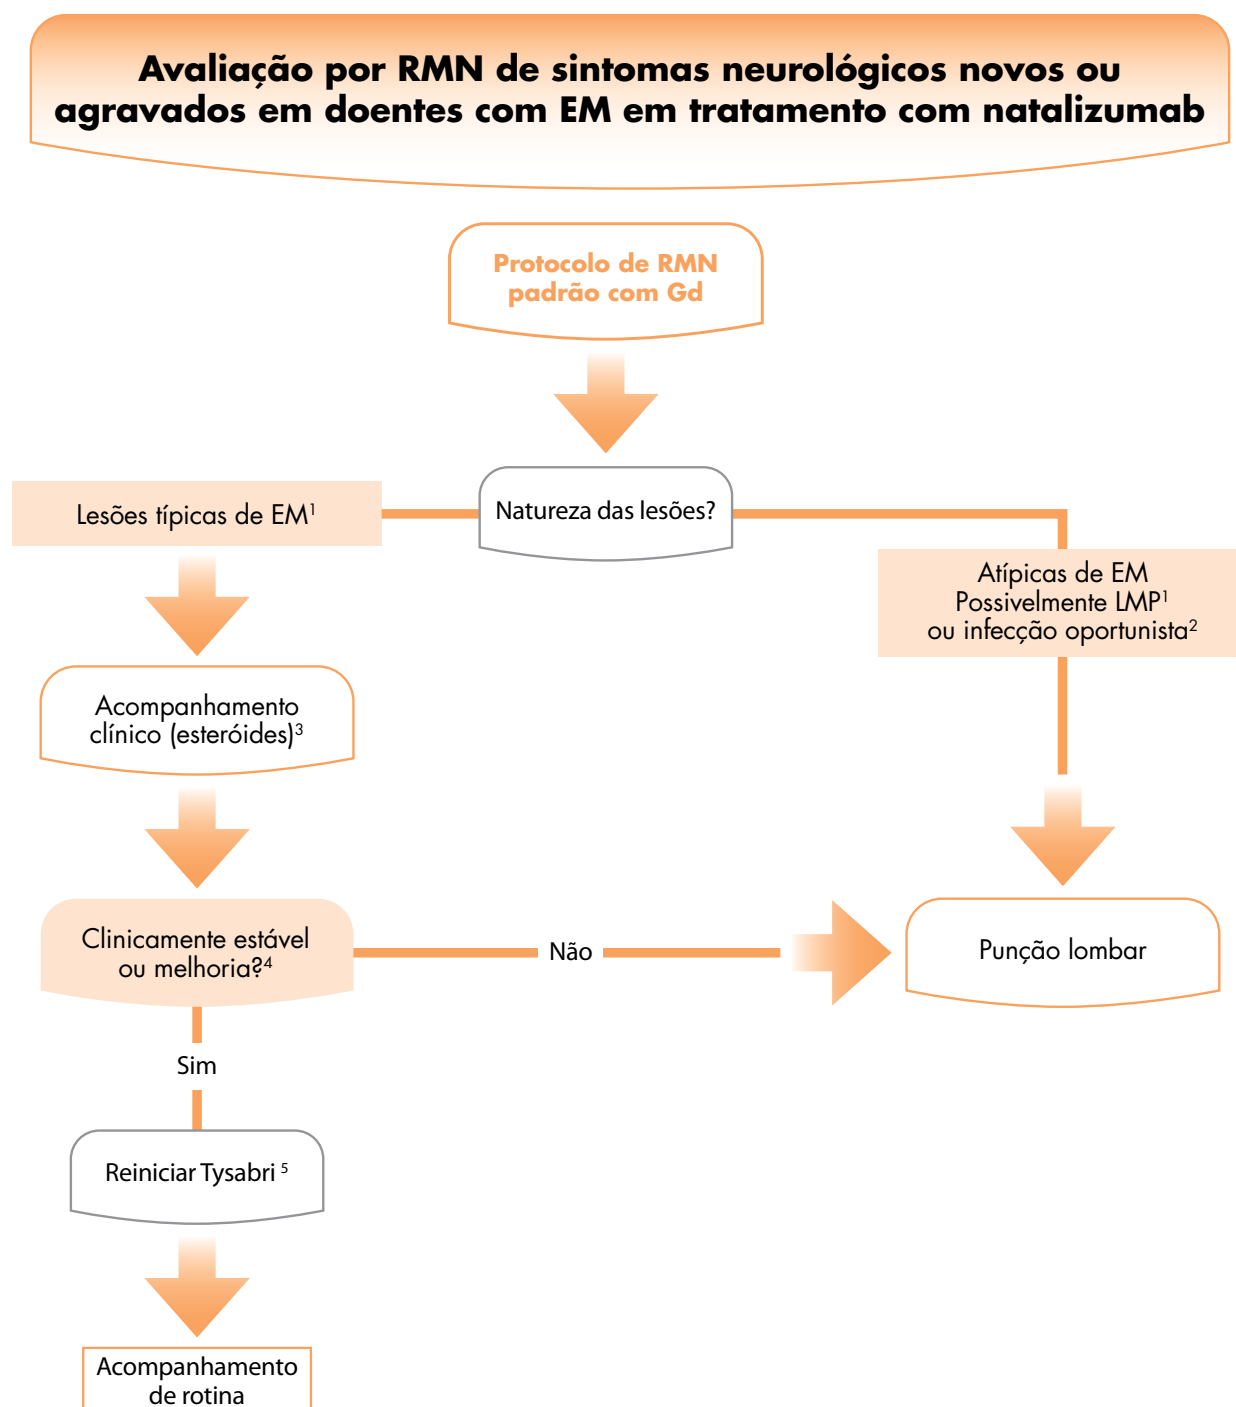 Avaliação por RMN de sintomas neurológicos novos ou
agravados em doentes com EM em tratamento com natalizumab
Protocolo de RMN
padrão com Gd
Natureza das lesões?
Lesões típicas de EM¹
Atípicas de EM
Possivelmente LMP¹
ou infecção oportunista²
Acompanhamento
clínico (esteróides)³
Clinicamente estável
ou melhoria?⁴
Não
Punção lombar
Sim
Reiniciar Tysabri ⁵
Acompanhamento
de rotina